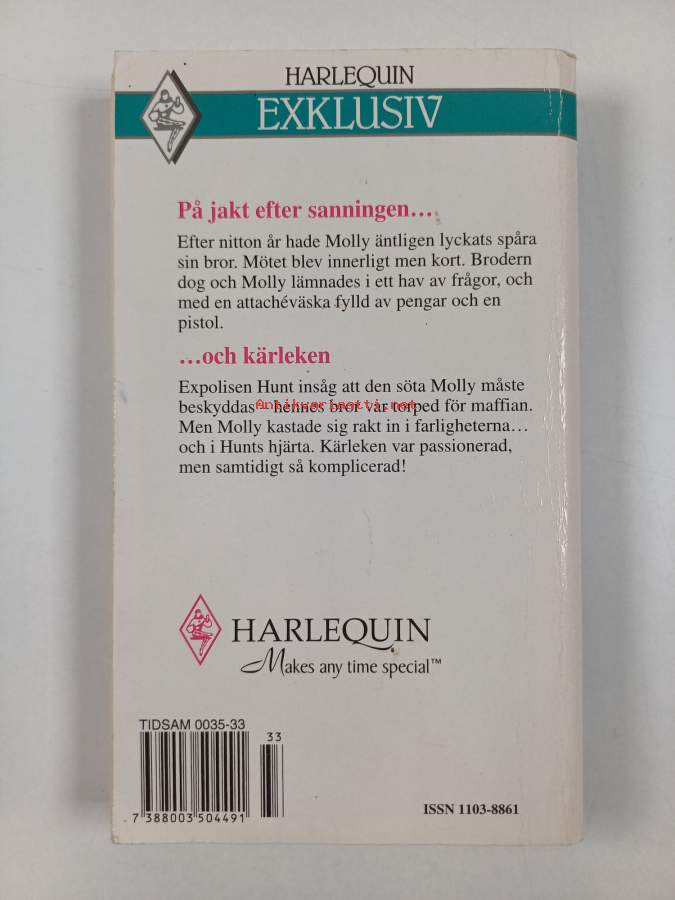 HARLEQUIN
EXKLUSIV
På jakt efter sanningen…
Efter nitton år hade Molly äntligen lyckats spåra
sin bror. Mötet blev innerligt men kort. Brodern
dog och Molly lämnades i ett hav av frågor, och
med en attachéväska fylld av pengar och en
pistol.
…och kärleken
Expolisen Hunt insåg att den söta Molly måste
beskyddas – hennes bror var torped för maffian.
Antikvariaatti.net
Men Molly kastade sig rakt in i farligheterna…
och i Hunts hjärta. Kärleken var passionerad,
men samtidigt så komplicerad!
HARLEQUIN
Makes any time special™
TIDSAM 0035-33
33
7 388003 504491
ISSN 1103-8861